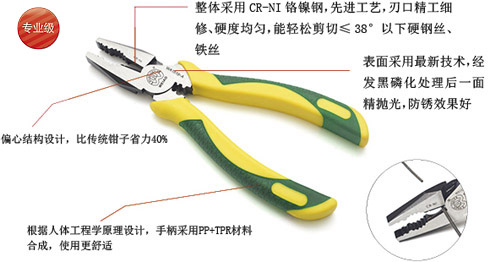 专业级
整体采用 CR-NI 铬镍钢,先进工艺,刃口精工细
修、硬度均匀,能轻松剪切≤ 38° 以下硬钢丝、
铁丝
表面采用最新技术,经
发黑磷化处理后一面
精抛光,防锈效果好
偏心结构设计，比传统钳子省力40%
根据人体工程学原理设计，手柄采用PP+TPR材料
合成，使用更舒适